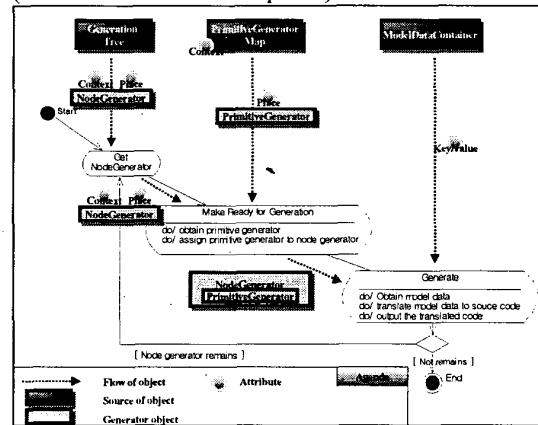 Generation
Tree
PrimitiveGenerator
Map
ModelDataContainer
Context
Context Place
NodeGenerator
Place
PrimitiveGenerator
Start
Get
NodeGenerator
Key/Value
Context Place
NodeGenerator
Make Ready for Generation
do/ obtain primitive generator
do/ assign primitive generator to node generator
NodeGenerator
PrimitiveGenerator
Generate
do/ Obtain model data
do/ translate model data to souce code
do/ output the translated code
[ Node generator remains ]
[ Not remains ]
End
Flow of object
Attribute
Agenda
Source of object
Generator object